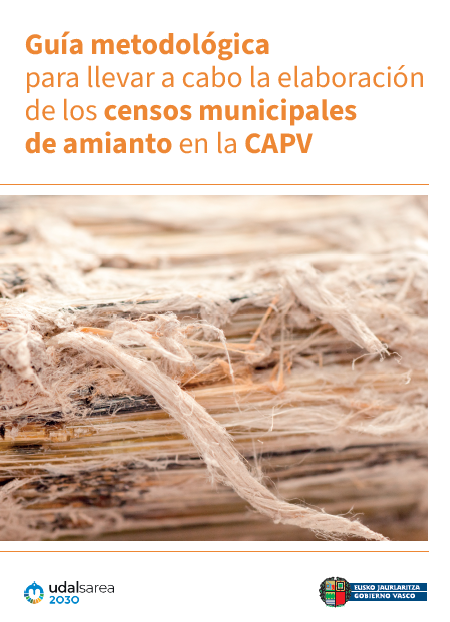 Guía metodológica
para llevar a cabo la elaboración
de los censos municipales
de amianto en la CAPV
udalsarea
2030
EUSKO JAURLARITZA
GOBIERNO VASCO